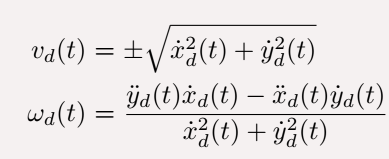 v_d(t) = ±√(ẋ_d²(t) + ẏ_d²(t))
ω_d(t) = (ÿ_d(t)ẋ_d(t) − ẍ_d(t)ẏ_d(t)) / (ẋ_d²(t) + ẏ_d²(t))